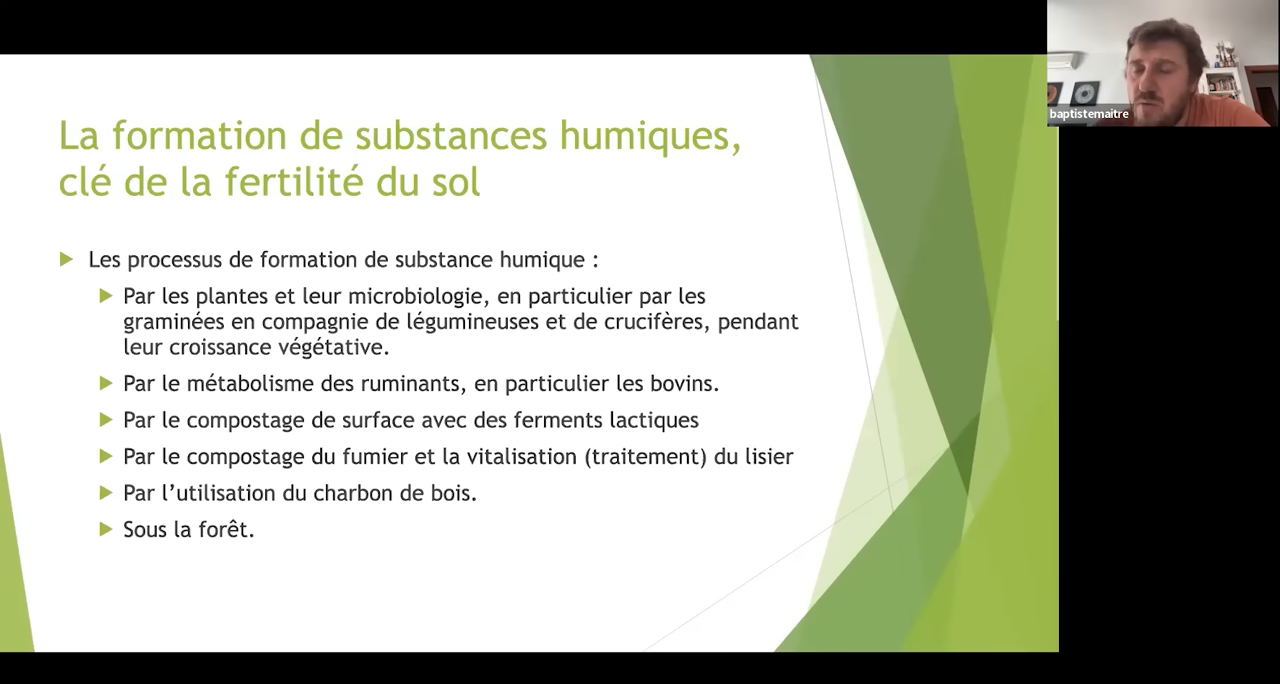 La formation de substances humiques,
clé de la fertilité du sol
Les processus de formation de substance humique :
Par les plantes et leur microbiologie, en particulier par les
graminées en compagnie de légumineuses et de crucifères, pendant
leur croissance végétative.
Par le métabolisme des ruminants, en particulier les bovins.
Par le compostage de surface avec des ferments lactiques
Par le compostage du fumier et la vitalisation (traitement) du lisier
Par l’utilisation du charbon de bois.
Sous la forêt.
baptistemaitre